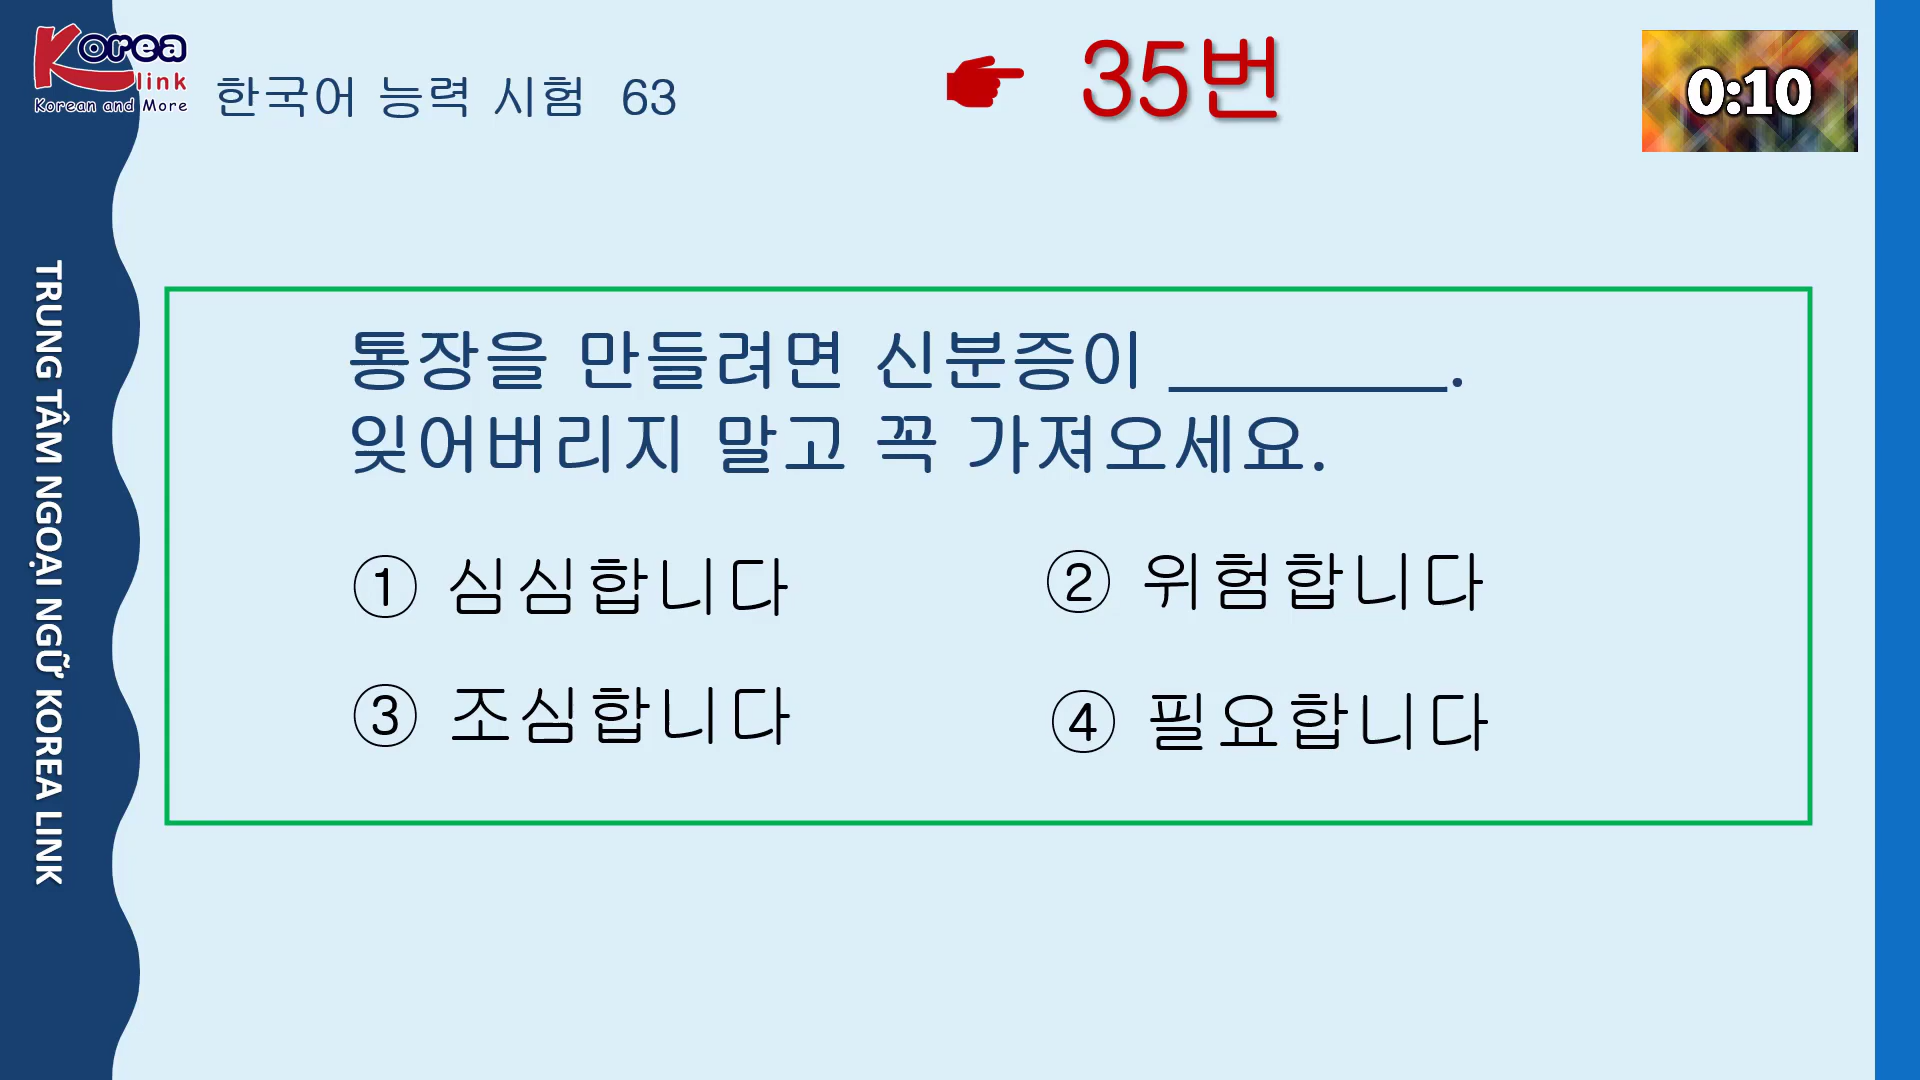 Korea
link
Korean and More
한국어 능력 시험 63
35번
0:10
TRUNG TÂM NGOẠI NGỮ KOREA LINK
통장을 만들려면 신분증이 ________.
잊어버리지 말고 꼭 가져오세요.
① 심심합니다
② 위험합니다
③ 조심합니다
④ 필요합니다